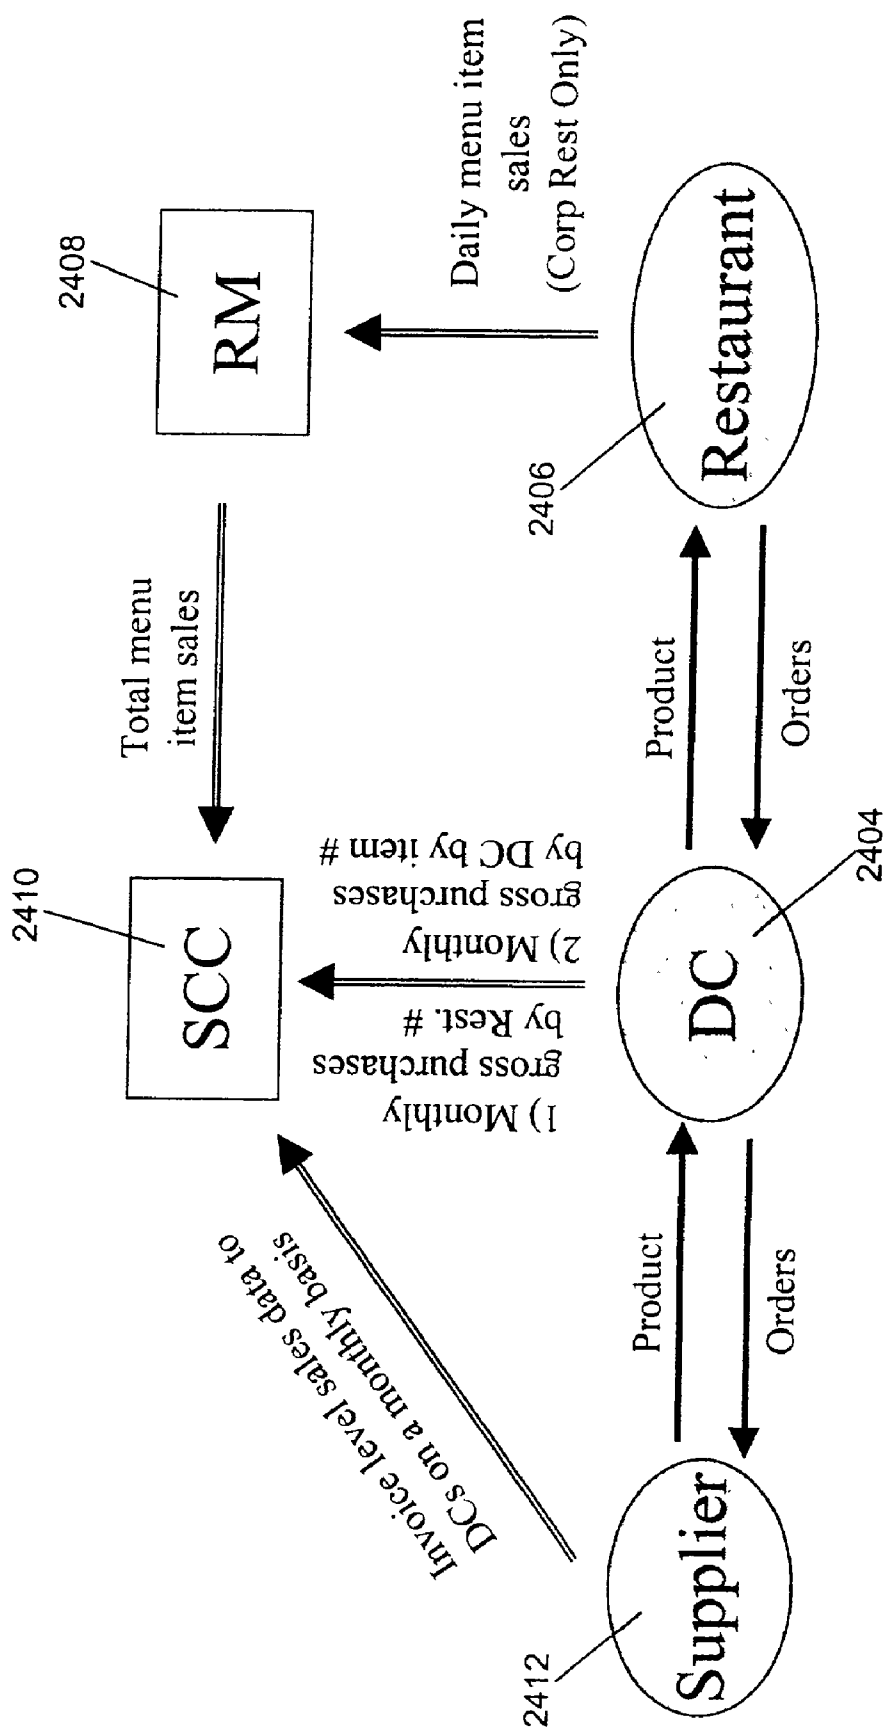 2410
SCC
Total menu
item sales
2408
RM
Invoice level sales data to
DCs on a monthly basis
1) Monthly
gross purchases
by Rest. #
2) Monthly
gross purchases
by DC by item #
Daily menu item
sales
(Corp Rest Only)
2412
Supplier
Product
Orders
DC
2404
Product
Orders
2406
Restaurant